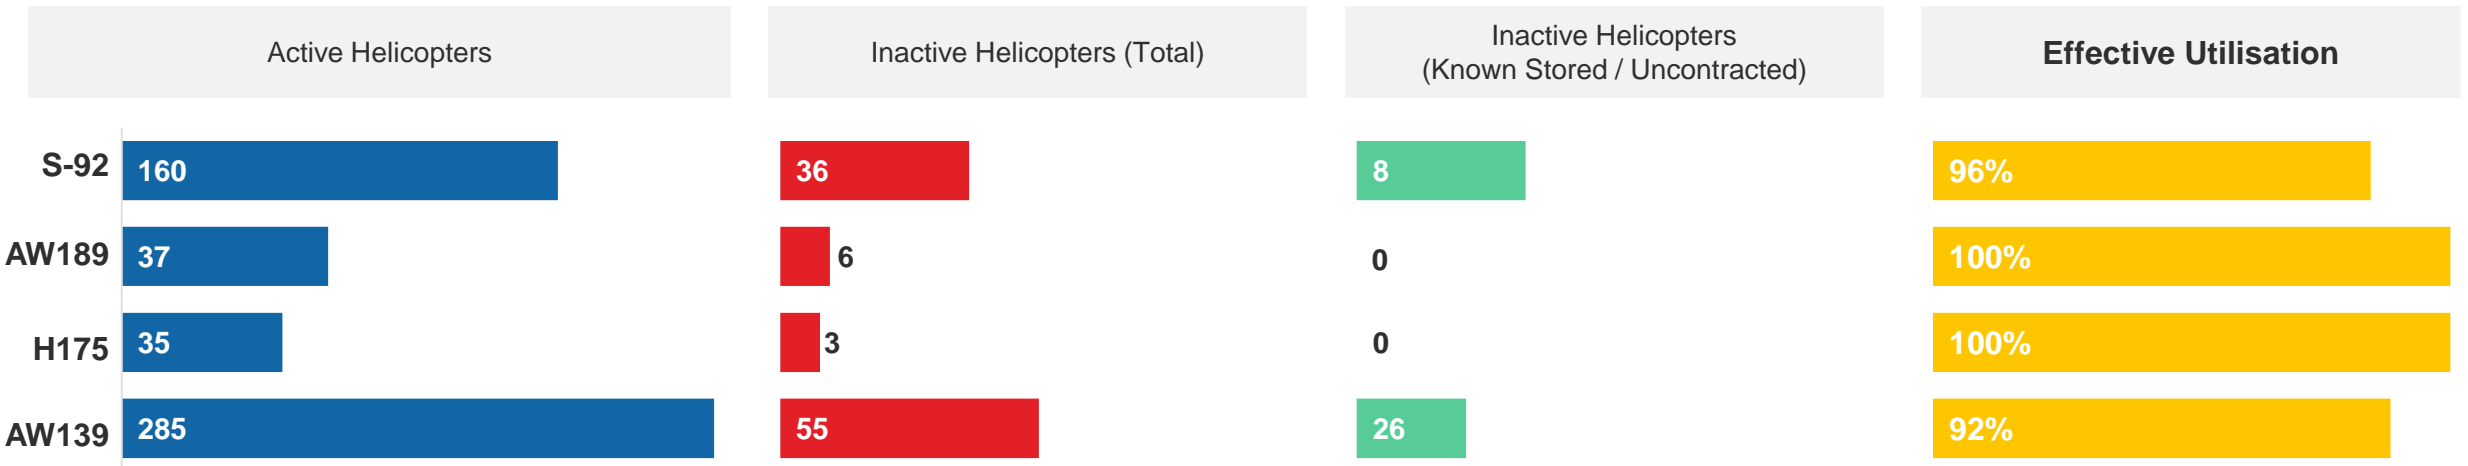 Active Helicopters
Inactive Helicopters (Total)
Inactive Helicopters
(Known Stored / Uncontracted)
Effective Utilisation
S-92 160 36 8 96%
AW189 37 6 0 100%
H175 35 3 0 100%
AW139 285 55 26 92%